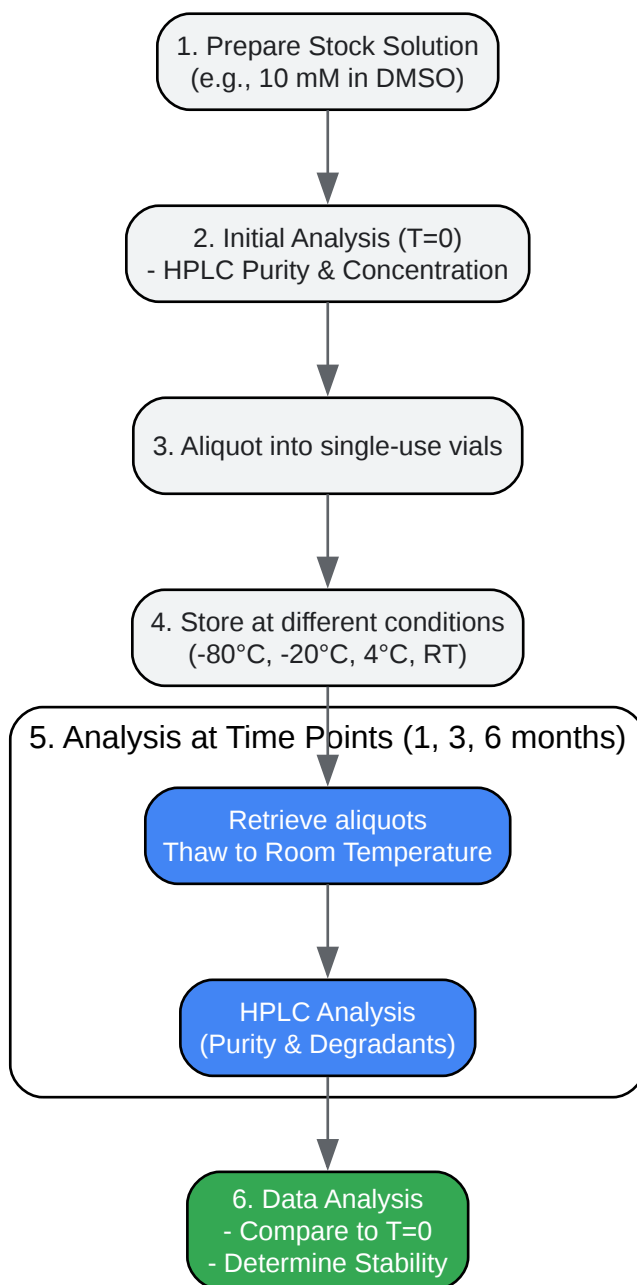 1. Prepare Stock Solution
(e.g., 10 mM in DMSO)
2. Initial Analysis (T=0)
- HPLC Purity & Concentration
3. Aliquot into single-use vials
4. Store at different conditions
(-80°C, -20°C, 4°C, RT)
5. Analysis at Time Points (1, 3, 6 months)
Retrieve aliquots
Thaw to Room Temperature
HPLC Analysis
(Purity & Degradants)
6. Data Analysis
- Compare to T=0
- Determine Stability